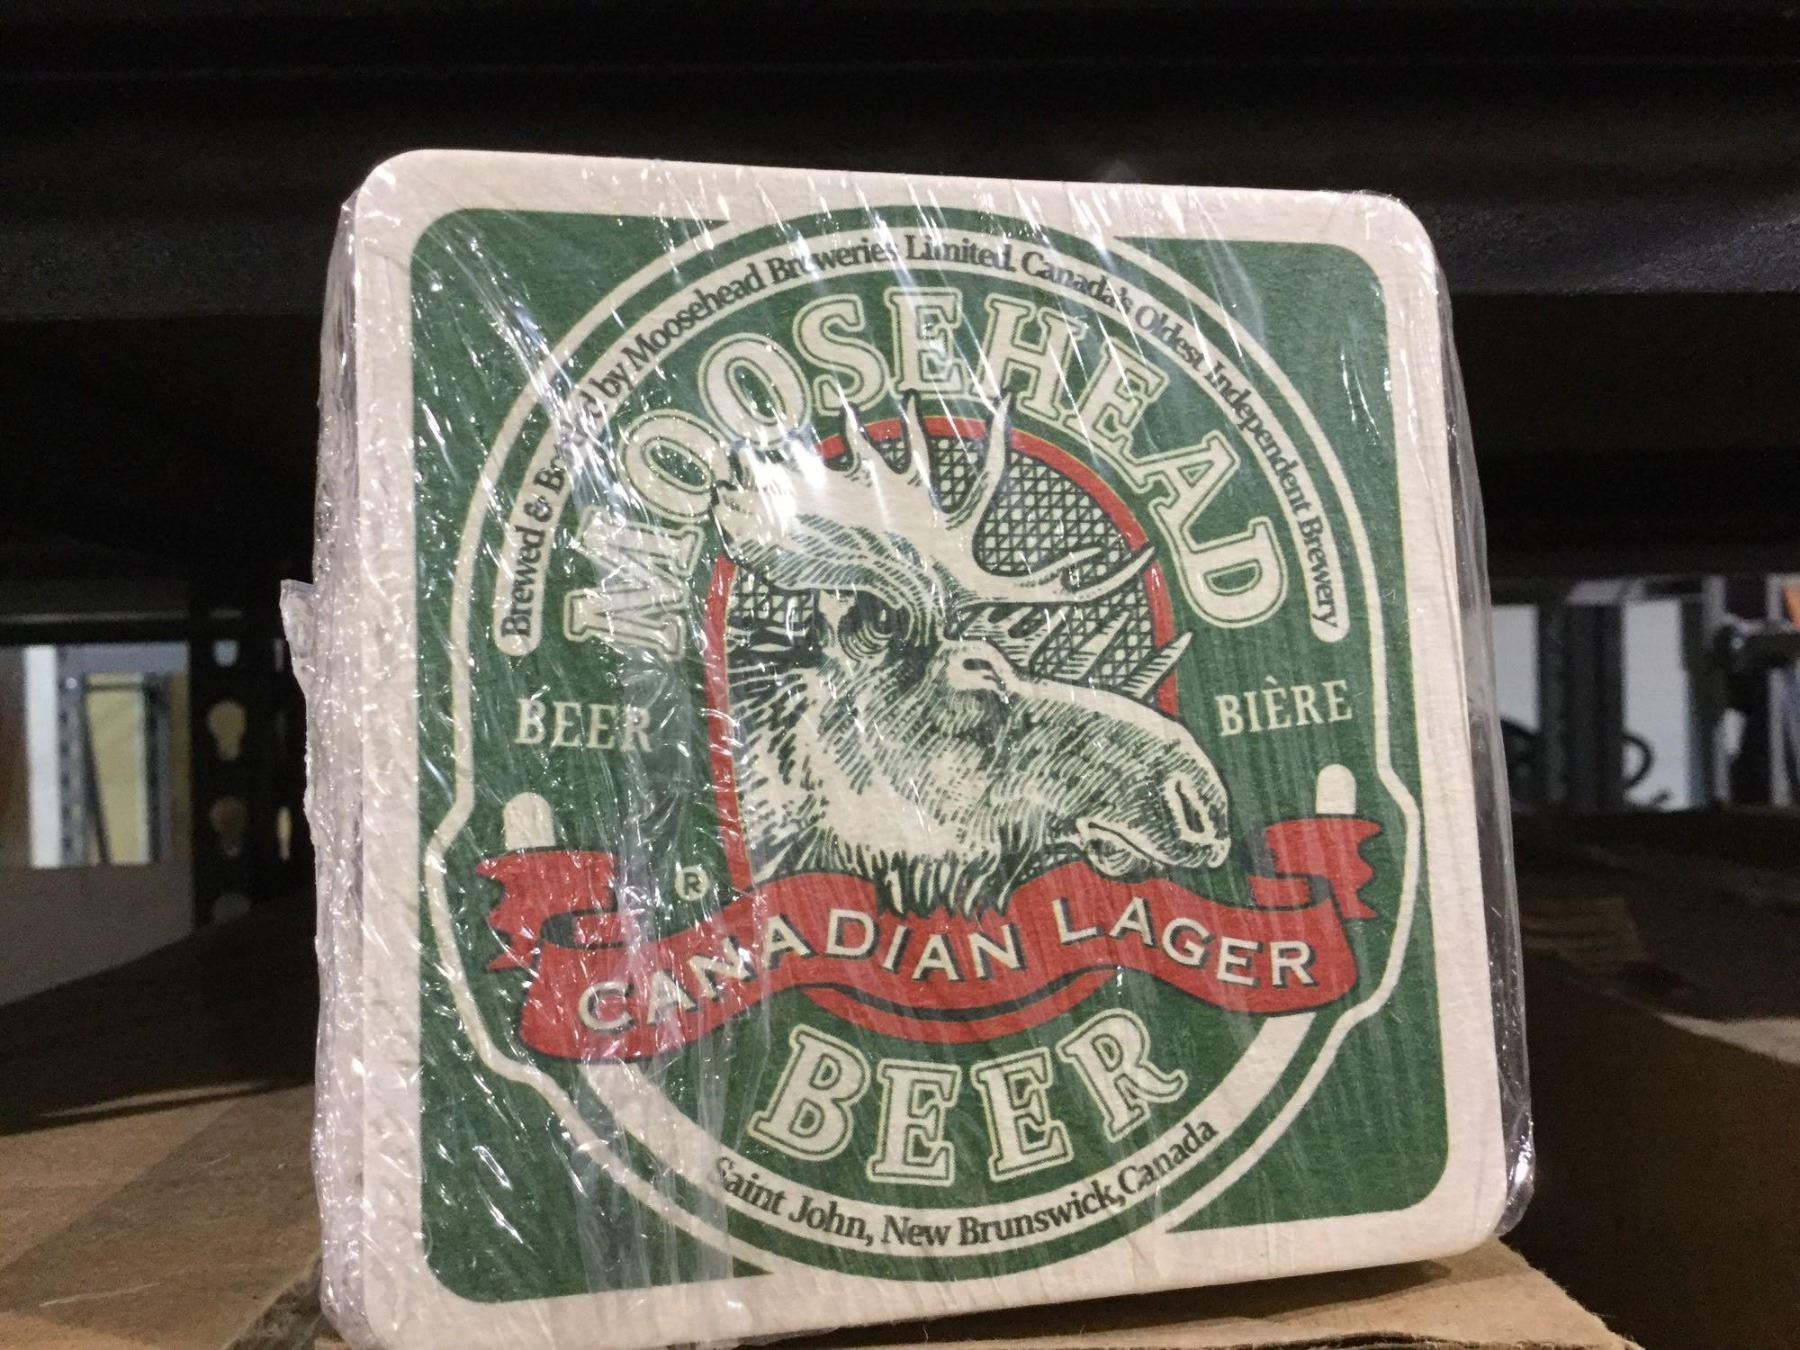 Brewed & Bottled by Moosehead Breweries Limited. Canada's Oldest Independent Brewery
MOOSEHEAD
BEER
BIÈRE
®
CANADIAN LAGER
BEER
Saint John, New Brunswick, Canada